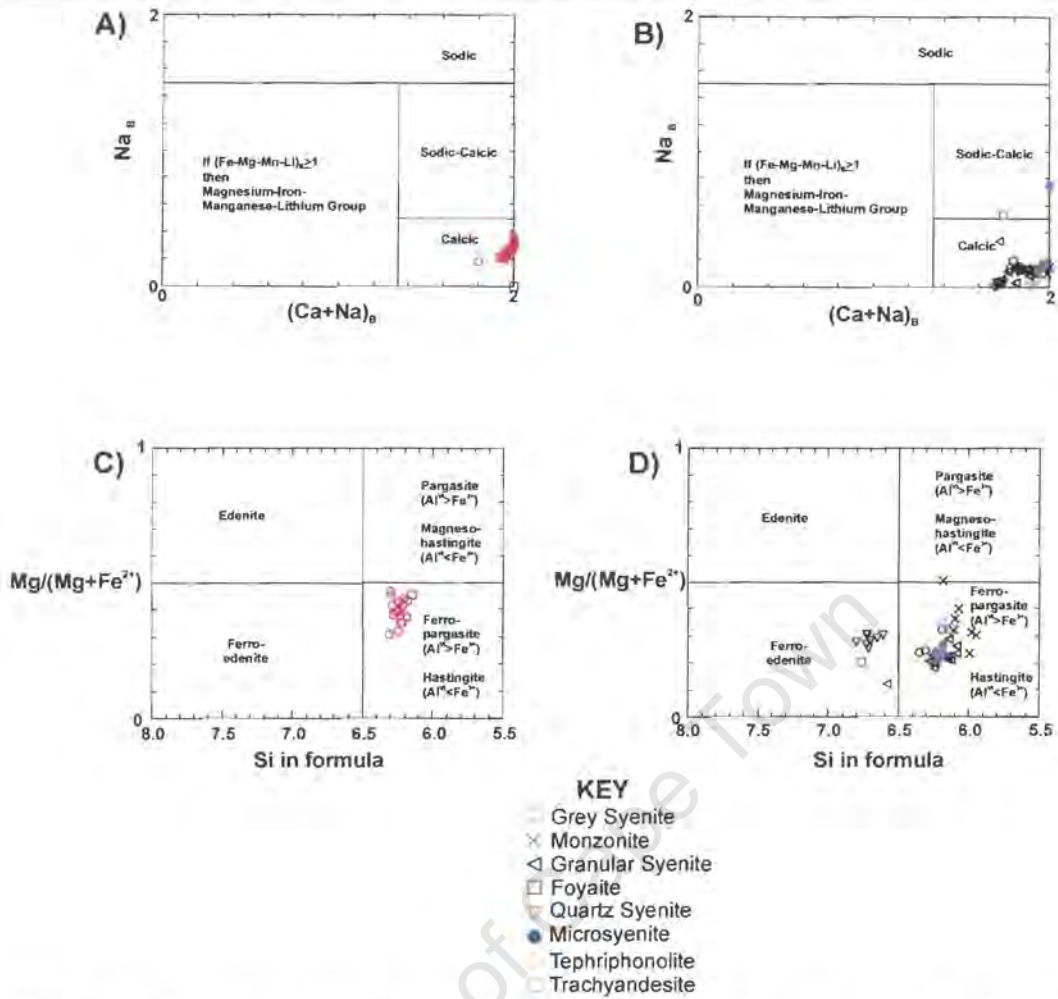 A)
2
Sodic
Na B
Sodic-Calcic
If (Fe-Mg-Mn-Li)B≥1
then
Magnesium-Iron-
Manganese-Lithium Group
Calcic
0
2
(Ca+Na)B
B)
2
Sodic
Na B
Sodic-Calcic
If (Fe-Mg-Mn-Li)B≥1
then
Magnesium-Iron-
Manganese-Lithium Group
Calcic
0
2
(Ca+Na)B
C)
1
Edenite
Pargasite
(Alvi>Fe3+)
Magneso-
hastingite
(Alvi<Fe3+)
Mg/(Mg+Fe2+)
Ferro-
edenite
Ferro-
pargasite
(Alvi>Fe3+)
Hastingite
(Alvi<Fe3+)
0
8.0 7.5 7.0 6.5 6.0 5.5
Si in formula
D)
1
Edenite
Pargasite
(Alvi>Fe3+)
Magneso-
hastingite
(Alvi<Fe3+)
Mg/(Mg+Fe2+)
Ferro-
edenite
Ferro-
pargasite
(Alvi>Fe3+)
Hastingite
(Alvi<Fe3+)
0
8.0 7.5 7.0 6.5 6.0 5.5
Si in formula
KEY
Grey Syenite
Monzonite
Granular Syenite
Foyaite
Quartz Syenite
Microsyenite
Tephriphonolite
Trachyandesite
of Cape Town